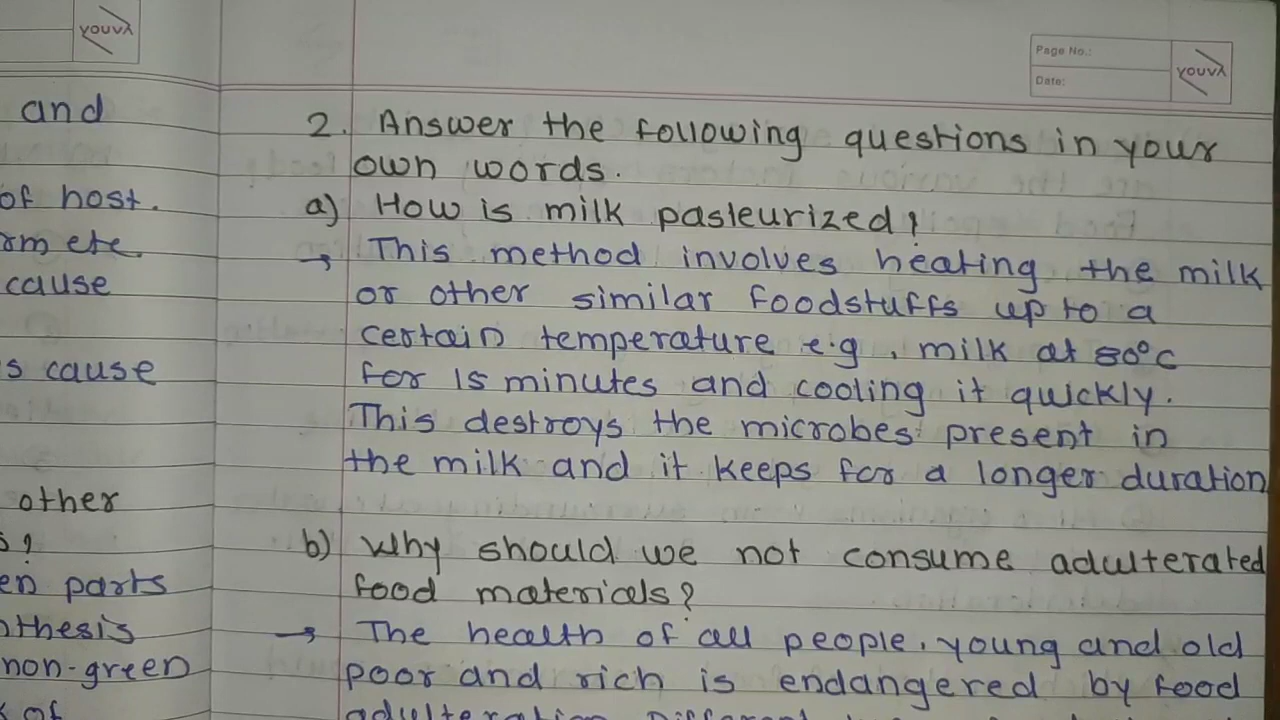 youva
and
of host.
cause
s cause
other
s?
en parts
nthesis
non-green
of
Page No.:
Date:
youva
2. Answer the following questions in your
own words.
a) How is milk pasteurized?
→ This method involves heating the milk
or other similar foodstuffs up to a
certain temperature e.g, milk at 80°C
for 15 minutes and cooling it quickly.
This destroys the microbes present in
the milk and it keeps for a longer duration
b) Why should we not consume adulterated
food materials?
→ The health of all people, young and old
poor and rich is endangered by food
adulteration